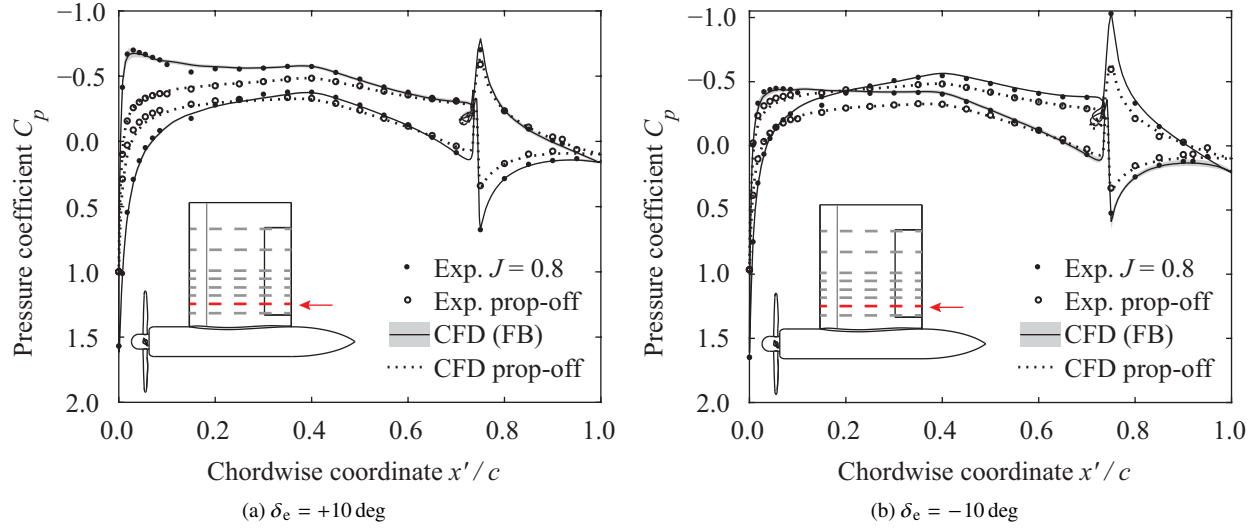 −1.0
−0.5
0.0
0.5
1.0
1.5
2.0
Pressure coefficient Cp
0.0 0.2 0.4 0.6 0.8 1.0
Chordwise coordinate x′/c
Exp. J = 0.8
Exp. prop-off
CFD (FB)
CFD prop-off
(a) δe = +10 deg
−1.0
−0.5
0.0
0.5
1.0
1.5
2.0
Pressure coefficient Cp
0.0 0.2 0.4 0.6 0.8 1.0
Chordwise coordinate x′/c
Exp. J = 0.8
Exp. prop-off
CFD (FB)
CFD prop-off
(b) δe = −10 deg